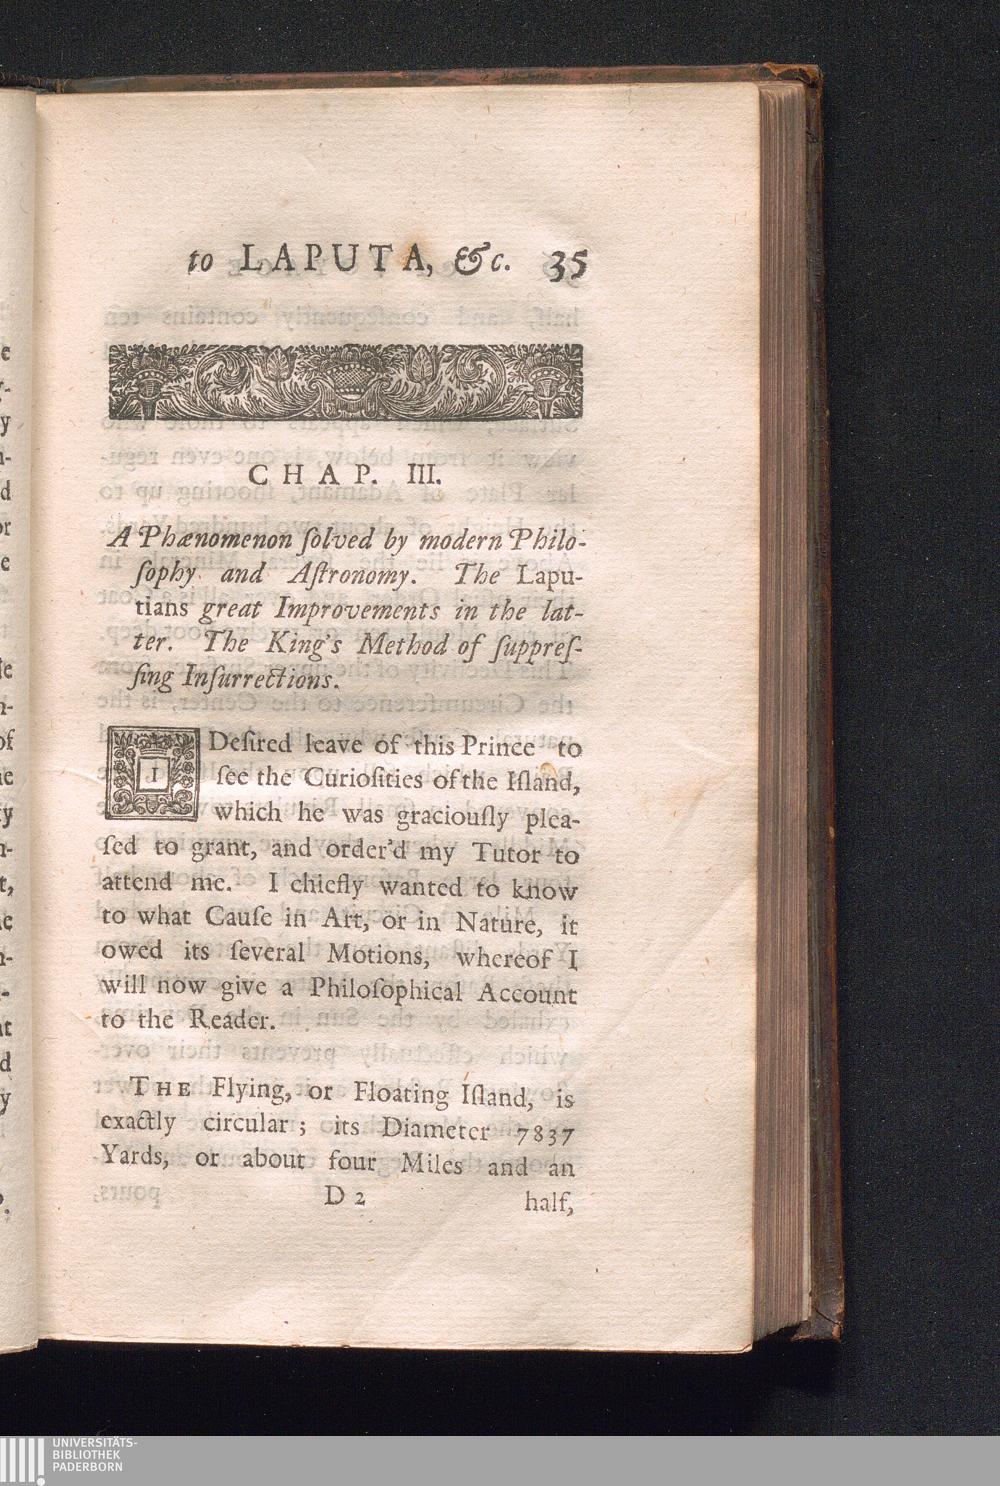 to LAPUTA, &c. 35
CHAP. III.
A Phænomenon ſolved by modern Philo-
ſophy and Aſtronomy. The Lapu-
tians great Improvements in the lat-
ter. The King's Method of ſuppreſ-
ſing Inſurrections.
I Deſired leave of this Prince to
ſee the Curioſities of the Iſland,
which he was graciouſly plea-
ſed to grant, and order'd my Tutor to
attend me. I chiefly wanted to know
to what Cauſe in Art, or in Nature, it
owed its ſeveral Motions, whereof I
will now give a Philoſophical Account
to the Reader.
THE Flying, or Floating Iſland, is
exactly circular; its Diameter 7837
Yards, or about four Miles and an
D 2 half,
UNIVERSITÄTS-
BIBLIOTHEK
PADERBORN